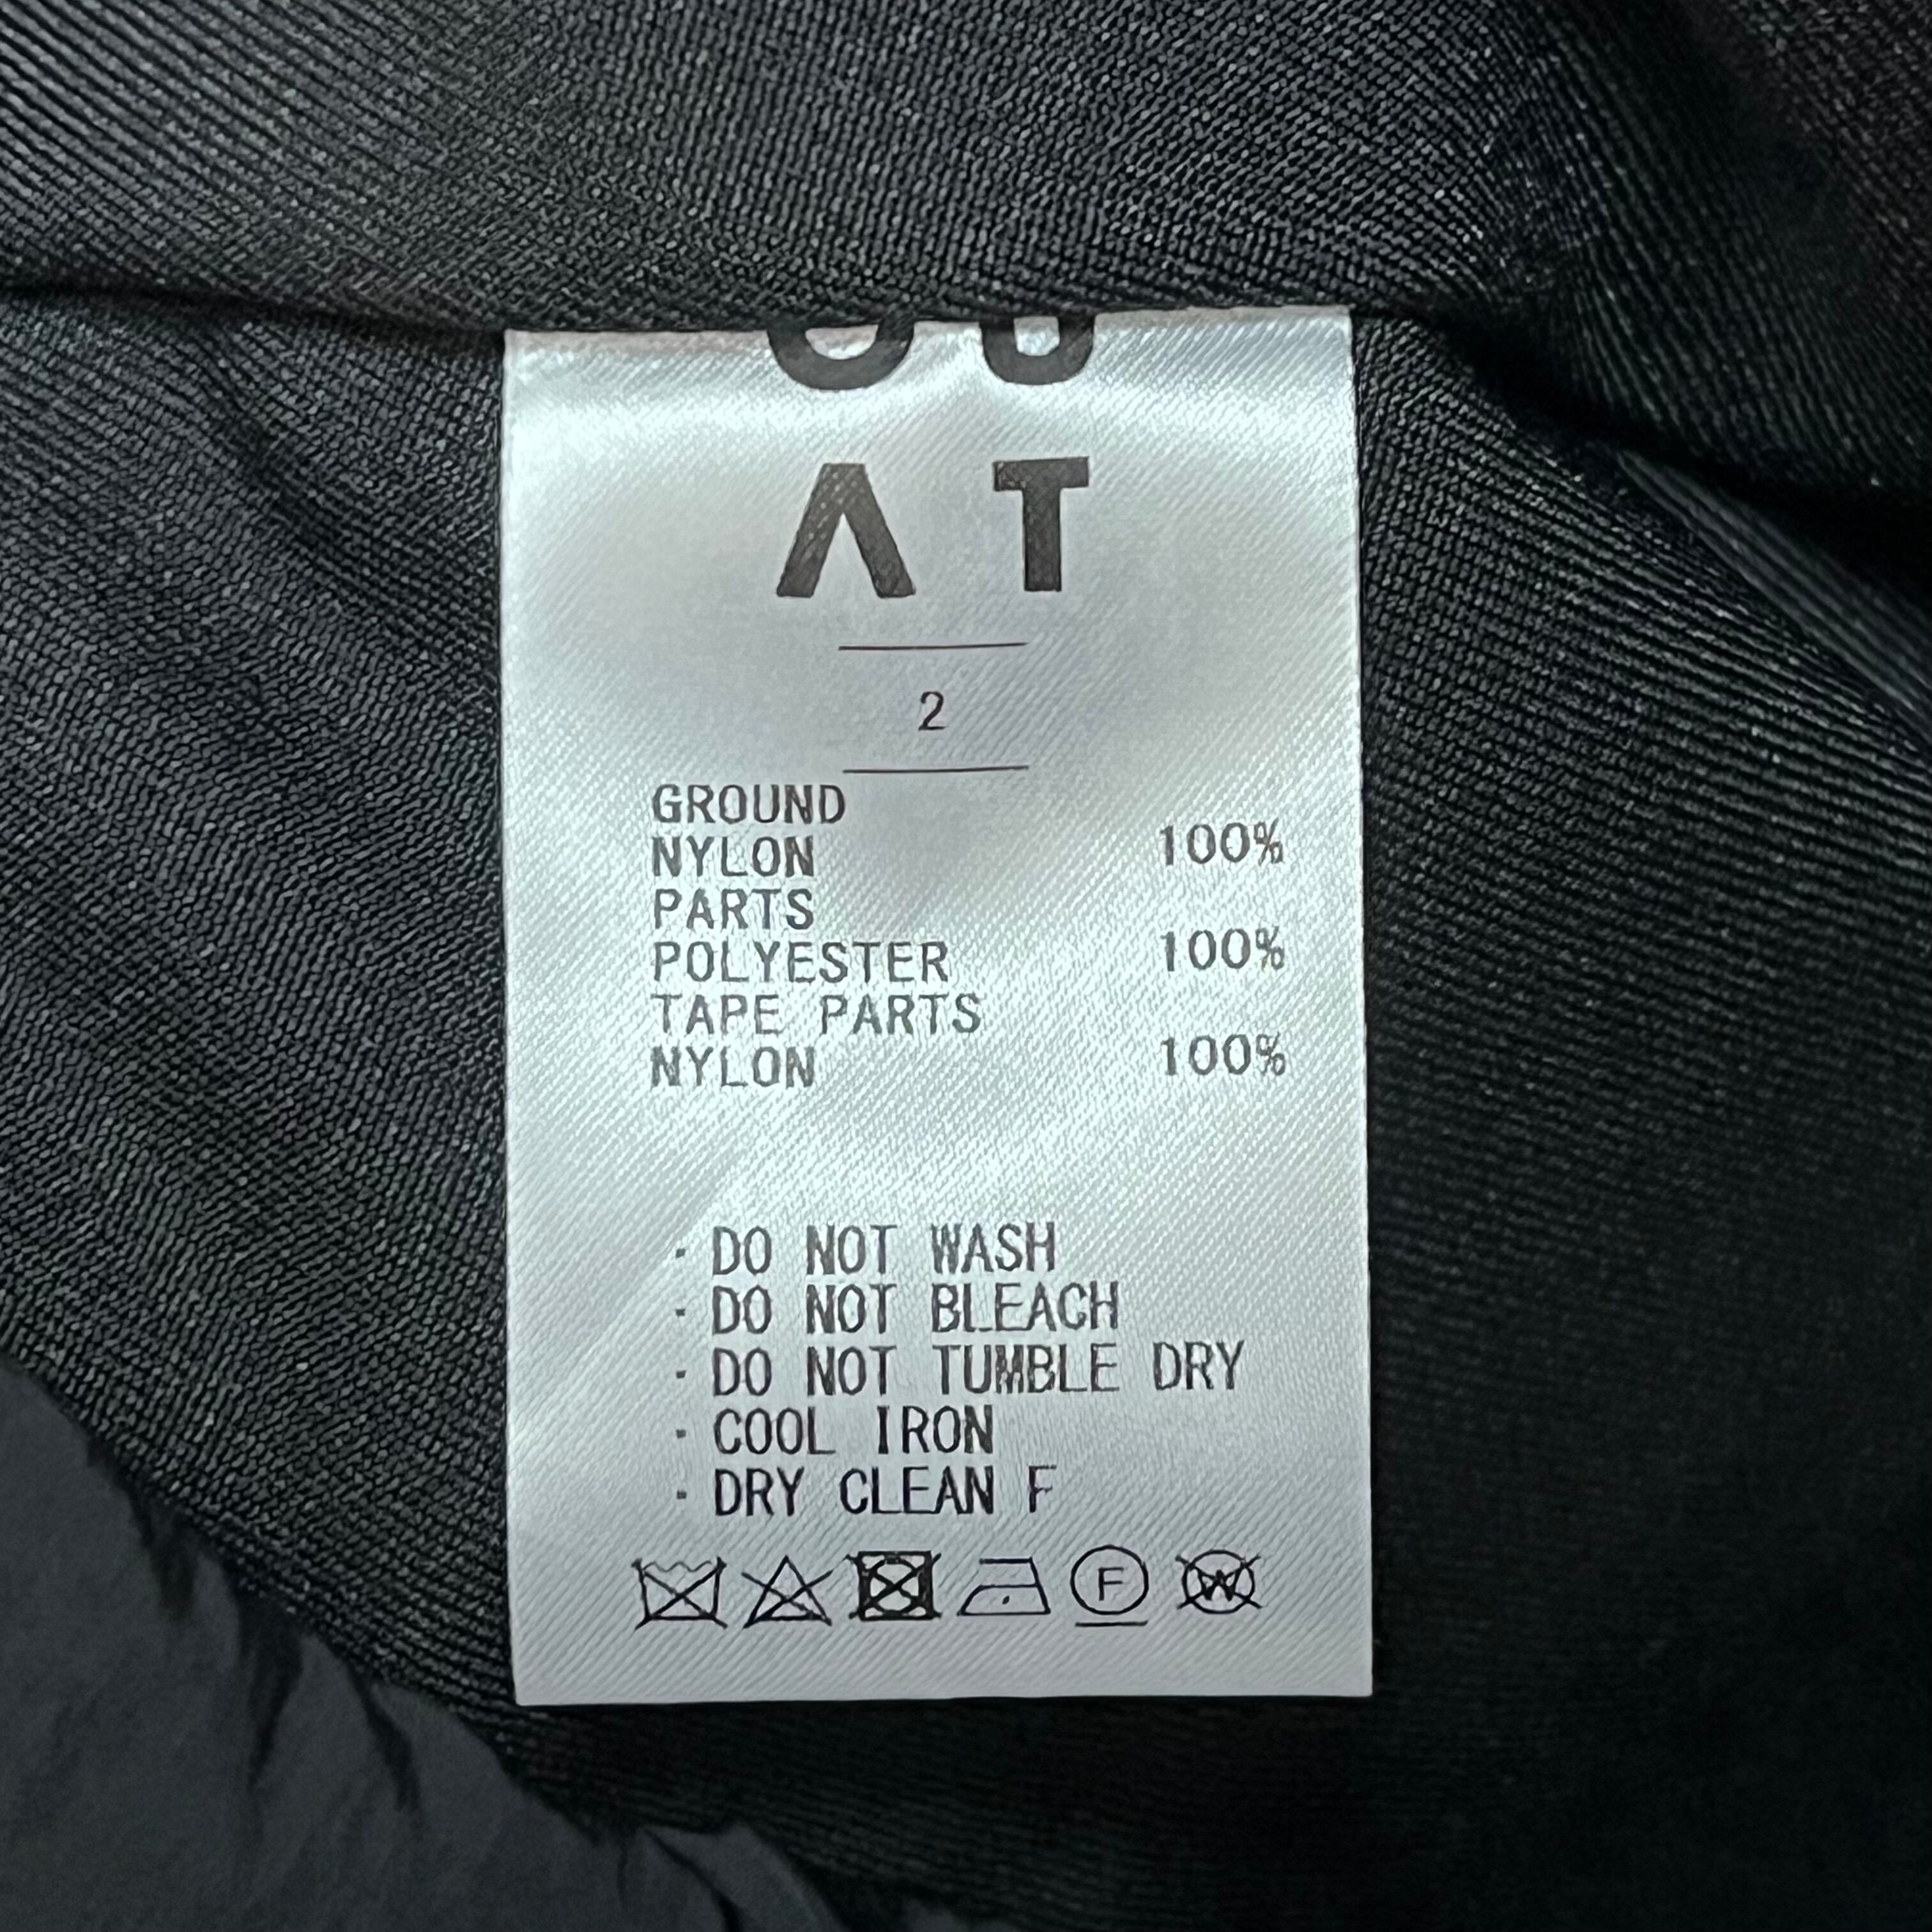 Λ T
2
GROUND
NYLON 100%
PARTS
POLYESTER 100%
TAPE PARTS
NYLON 100%
· DO NOT WASH
· DO NOT BLEACH
· DO NOT TUMBLE DRY
· COOL IRON
· DRY CLEAN F
F W